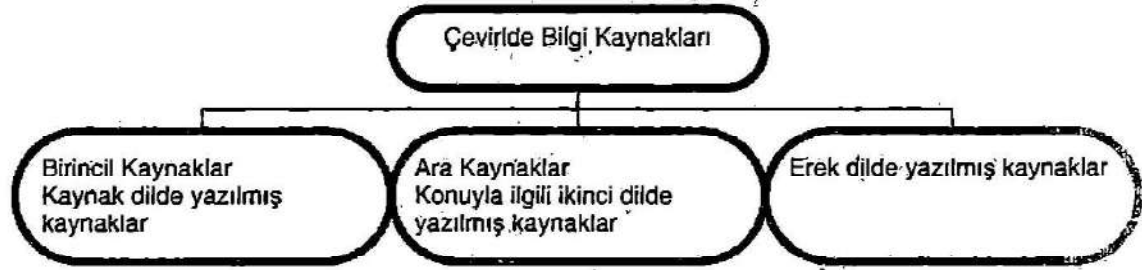 Çeviride Bilgi Kaynakları
Birincil Kaynaklar
Kaynak dilde yazılmış
kaynaklar
Ara Kaynaklar
Konuyla ilgili ikinci dilde
yazılmış kaynaklar
Erek dilde yazılmış kaynaklar